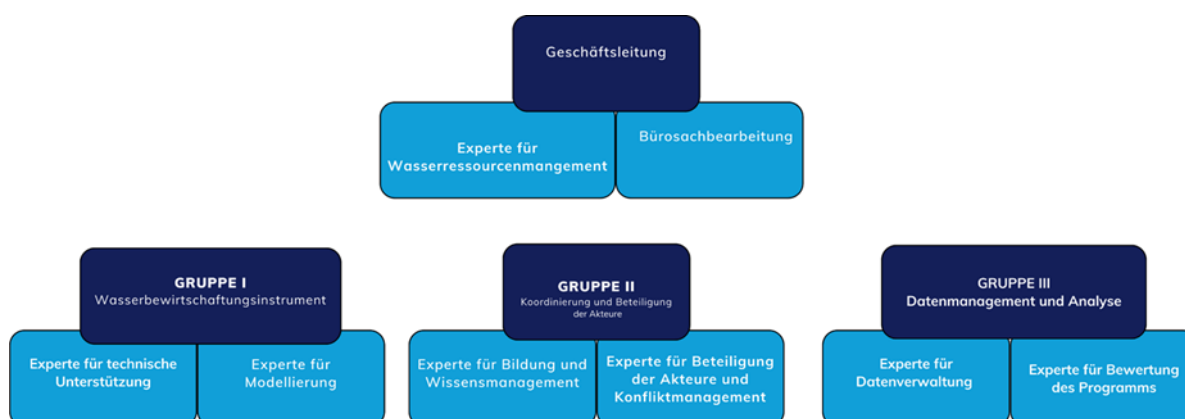 Geschäftsleitung
Experte für
Wasserressourcenmangement
Bürosachbearbeitung
GRUPPE I
Wasserbewirtschaftungsinstrument
Experte für technische
Unterstützung
Experte für
Modellierung
GRUPPE II
Koordinierung und Beteiligung
der Akteure
Experte für Bildung und
Wissensmanagement
Experte für Beteiligung
der Akteure und
Konfliktmanagement
GRUPPE III
Datenmanagement und Analyse
Experte für
Datenverwaltung
Experte für Bewertung
des Programms